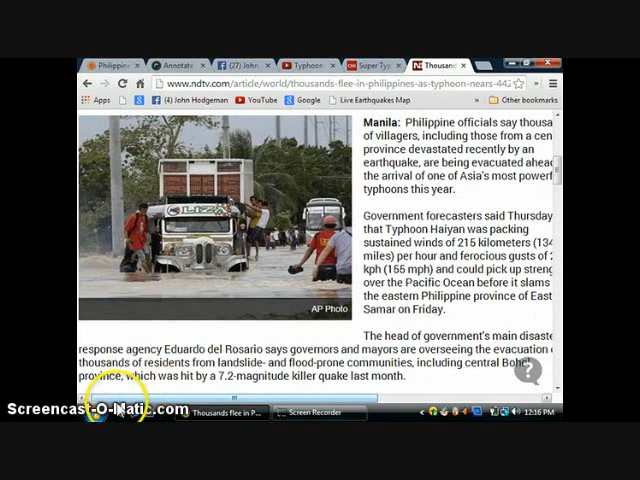 Philippine
Annotate
(27) John
Typhoon
Super Typ
Thousand
www.ndtv.com/article/world/thousands-flee-in-philippines-as-typhoon-nears-442
Apps
(4) John Hodgeman
YouTube
Google
Live Earthquakes Map
»
Other bookmarks
LIZA
AP Photo
Manila: Philippine officials say thousa
of villagers, including those from a cen
province devastated recently by an
earthquake, are being evacuated ahead
the arrival of one of Asia's most powerf
typhoons this year.
Government forecasters said Thursday
that Typhoon Haiyan was packing
sustained winds of 215 kilometers (134
miles) per hour and ferocious gusts of 2
kph (155 mph) and could pick up streng
over the Pacific Ocean before it slams
the eastern Philippine province of East
Samar on Friday.
The head of government's main disaste
response agency Eduardo del Rosario says governors and mayors are overseeing the evacuation o
thousands of residents from landslide- and flood-prone communities, including central Bohol
province, which was hit by a 7.2-magnitude killer quake last month.
?
Screencast-O-Matic.com
Thousands flee in P...
Screen Recorder
12:16 PM